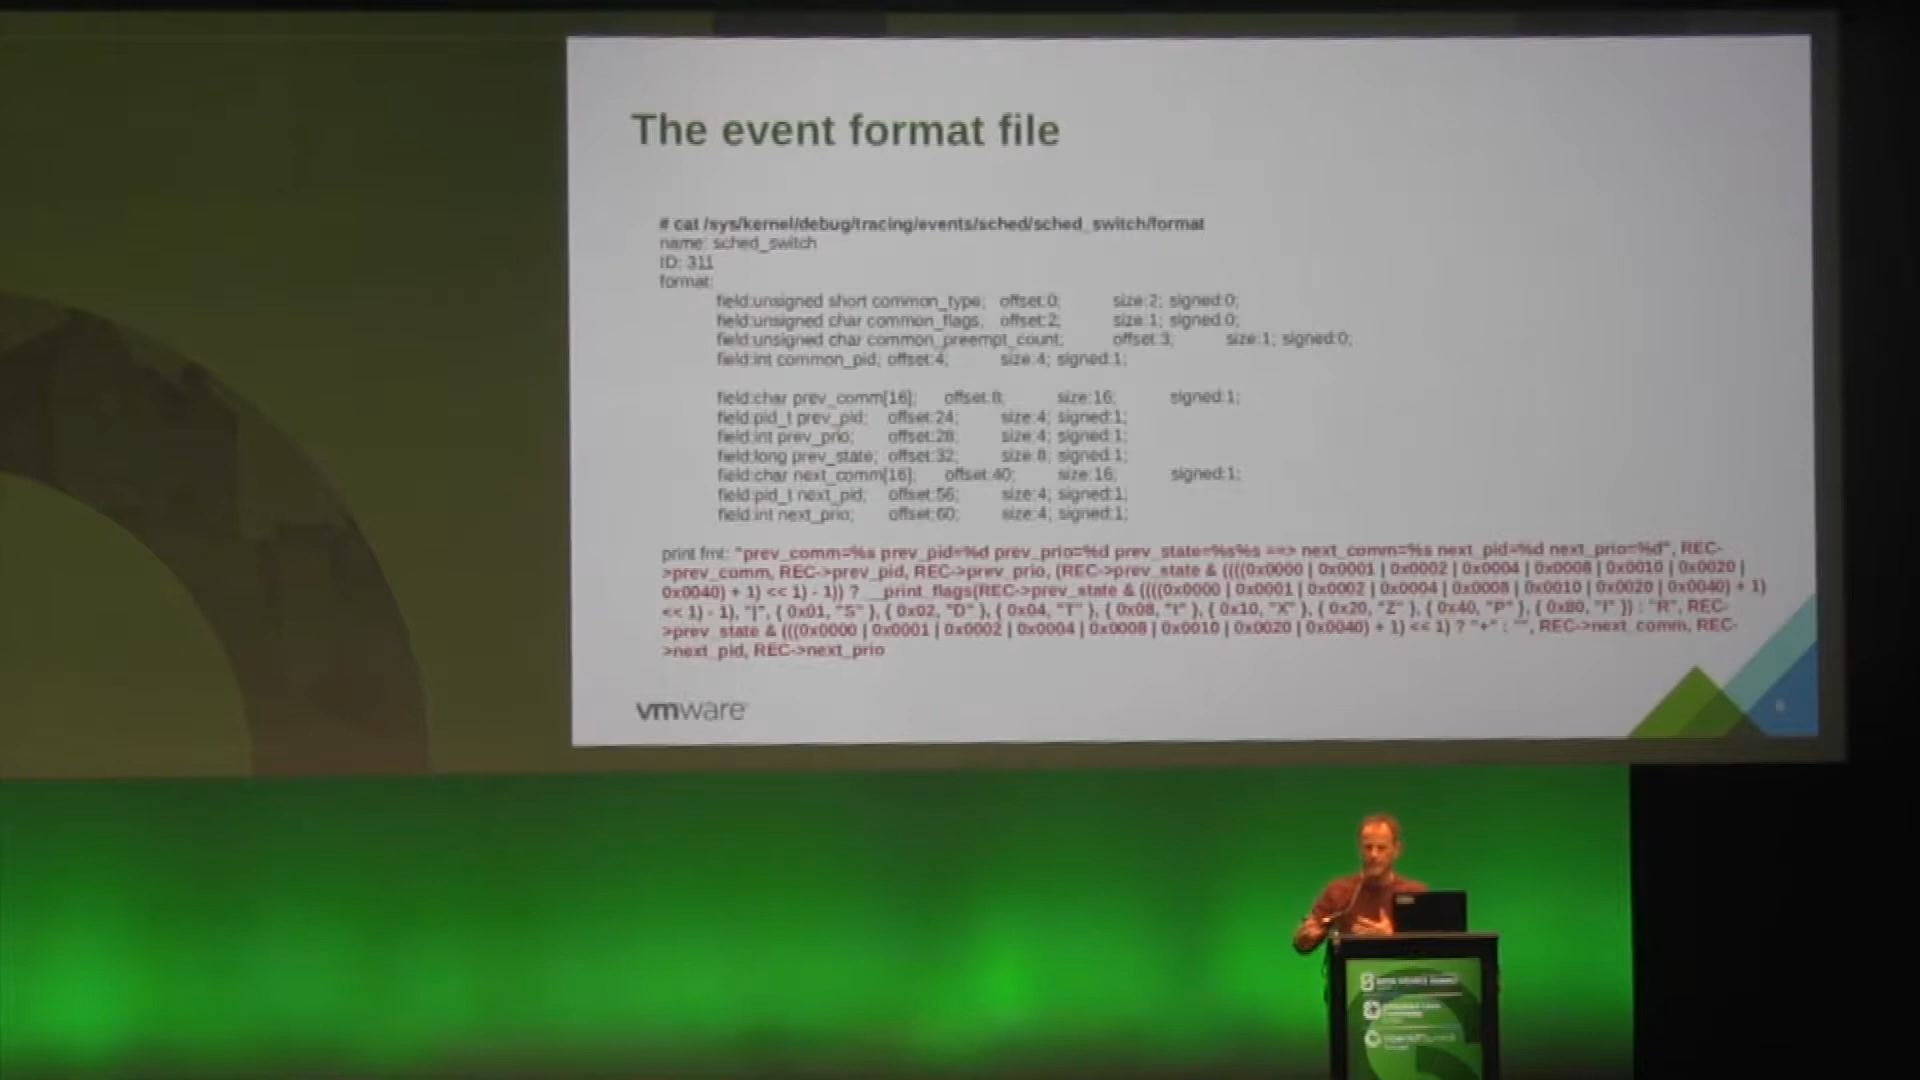 The event format file
# cat /sys/kernel/debug/tracing/events/sched/sched_switch/format
name: sched_switch
ID: 311
format:
field:unsigned short common_type; offset:0; size:2; signed:0;
field:unsigned char common_flags; offset:2; size:1; signed:0;
field:unsigned char common_preempt_count; offset:3; size:1; signed:0;
field:int common_pid; offset:4; size:4; signed:1;
field:char prev_comm[16]; offset:8; size:16; signed:1;
field:pid_t prev_pid; offset:24; size:4; signed:1;
field:int prev_prio; offset:28; size:4; signed:1;
field:long prev_state; offset:32; size:8; signed:1;
field:char next_comm[16]; offset:40; size:16; signed:1;
field:pid_t next_pid; offset:56; size:4; signed:1;
field:int next_prio; offset:60; size:4; signed:1;
print fmt: "prev_comm=%s prev_pid=%d prev_prio=%d prev_state=%s%s ==> next_comm=%s next_pid=%d next_prio=%d", REC-
>prev_comm, REC->prev_pid, REC->prev_prio, (REC->prev_state & ((((0x0000 | 0x0001 | 0x0002 | 0x0004 | 0x0008 | 0x0010 | 0x0020 |
0x0040) + 1) << 1) - 1)) ? __print_flags(REC->prev_state & ((((0x0000 | 0x0001 | 0x0002 | 0x0004 | 0x0008 | 0x0010 | 0x0020 | 0x0040) + 1)
<< 1) - 1), "|", { 0x01, "S" }, { 0x02, "D" }, { 0x04, "T" }, { 0x08, "t" }, { 0x10, "X" }, { 0x20, "Z" }, { 0x40, "P" }, { 0x80, "I" }) : "R", REC-
>prev_state & (((0x0000 | 0x0001 | 0x0002 | 0x0004 | 0x0008 | 0x0010 | 0x0020 | 0x0040) + 1) << 1) ? "+" : "", REC->next_comm, REC-
>next_pid, REC->next_prio
vmware